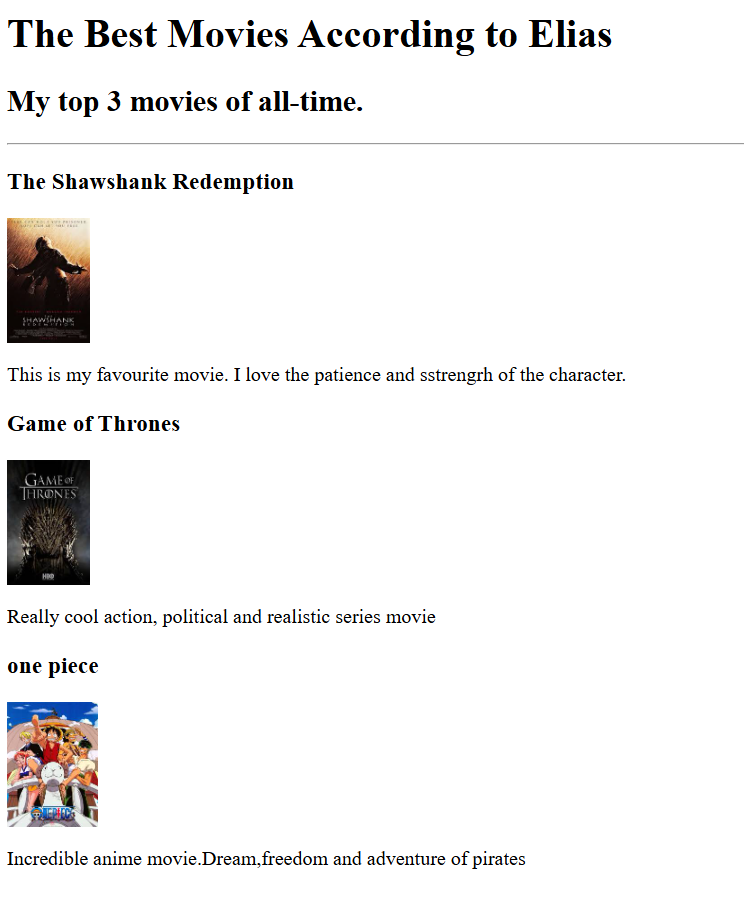 The Best Movies According to Elias
My top 3 movies of all-time.
The Shawshank Redemption
SHAWSHANK
REDEMPTION
This is my favourite movie. I love the patience and sstrengrh of the character.
Game of Thrones
GAME OF
THRONES
HBO
Really cool action, political and realistic series movie
one piece
ONE PIECE
Incredible anime movie.Dream,freedom and adventure of pirates